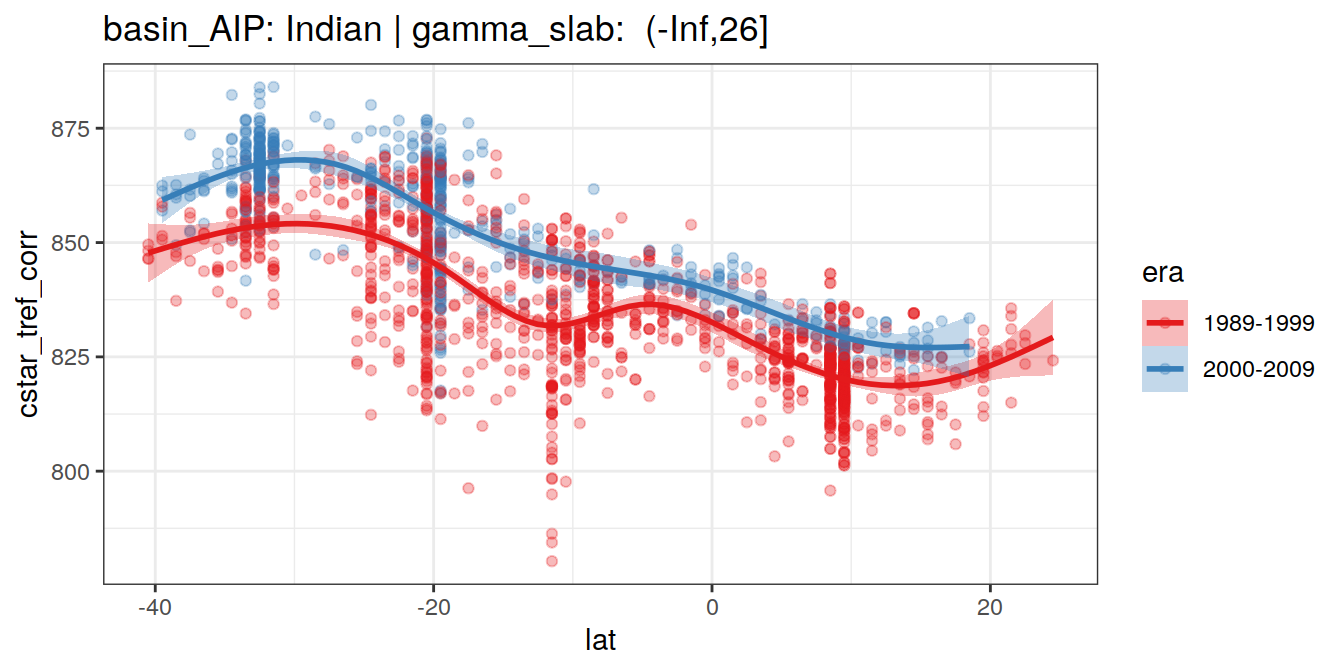 basin_AIP: Indian | gamma_slab:  (-Inf,26]
cstar_tref_corr
875
850
825
800
-40
-20
0
20
lat
era
1989-1999
2000-2009